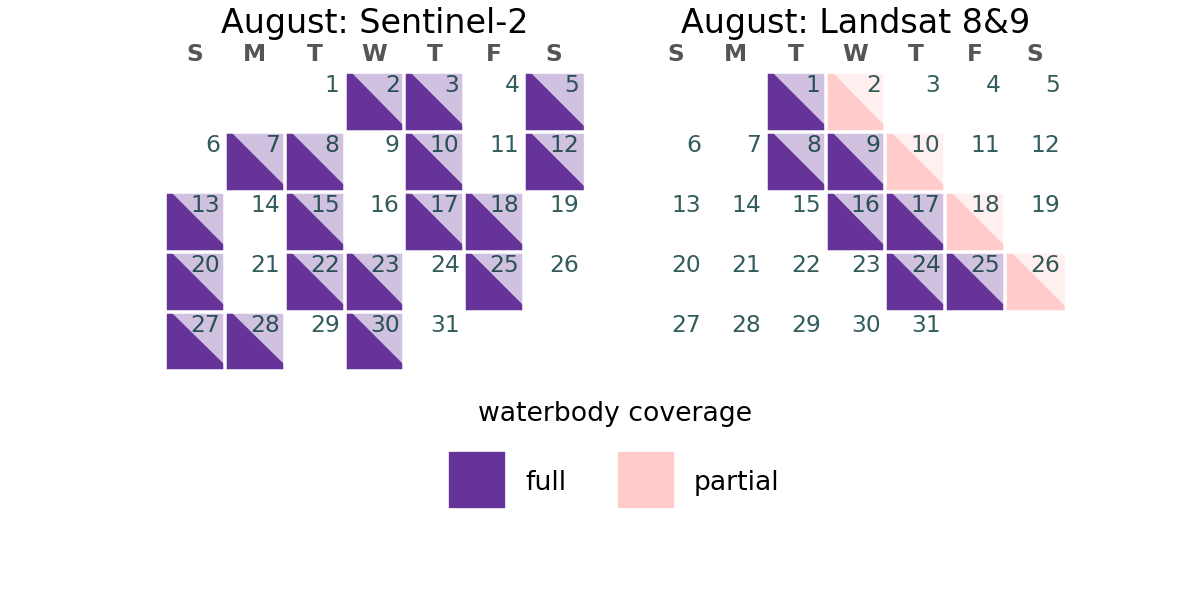 August: Sentinel-2
S M T W T F S
1 2 3 4 5
6 7 8 9 10 11 12
13 14 15 16 17 18 19
20 21 22 23 24 25 26
27 28 29 30 31
August: Landsat 8&9
S M T W T F S
1 2 3 4 5
6 7 8 9 10 11 12
13 14 15 16 17 18 19
20 21 22 23 24 25 26
27 28 29 30 31
waterbody coverage
full
partial